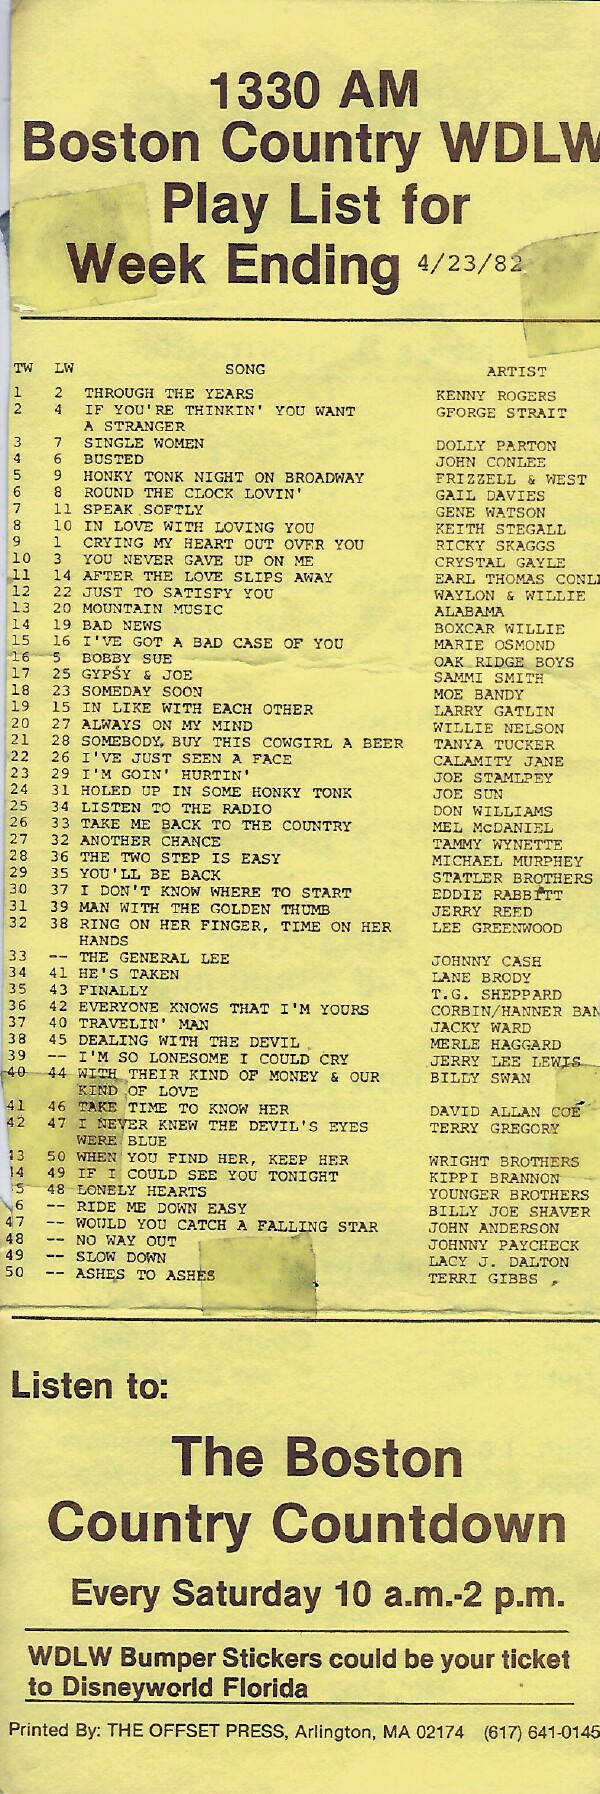 1330 AM
Boston Country WDLW
Play List for
Week Ending 4/23/82
TW LW SONG ARTIST
1 2 THROUGH THE YEARS KENNY ROGERS
2 4 IF YOU'RE THINKIN' YOU WANT GFORGE STRAIT
A STRANGER
3 7 SINGLE WOMEN DOLLY PARTON
4 6 BUSTED JOHN CONLEE
5 9 HONKY TONK NIGHT ON BROADWAY FRIZZELL & WEST
6 8 ROUND THE CLOCK LOVIN' GAIL DAVIES
7 11 SPEAK SOFTLY GENE WATSON
8 10 IN LOVE WITH LOVING YOU KEITH STEGALL
9 1 CRYING MY HEART OUT OVFR YOU RICKY SKAGGS
10 3 YOU NEVER GAVE UP ON ME CRYSTAL GAYLE
11 14 AFTER THE LOVE SLIPS AWAY EARL THOMAS CONL
12 22 JUST TO SATISFY YOU WAYLON & WILLIE
13 20 MOUNTAIN MUSIC ALABAMA
14 19 BAD NEWS BOXCAR WILLIE
15 16 I'VE GOT A BAD CASE OF YOU MARIE OSMOND
16 5 BOBBY SUE OAK RIDGE BOYS
17 25 GYPSY & JOE SAMMI SMITH
18 23 SOMEDAY SOON MOE BANDY
19 15 IN LIKE WITH EACH OTHER LARRY GATLIN
20 27 ALWAYS ON MY MIND WILLIE NELSON
21 28 SOMEBODY BUY THIS COWGIRL A BEER TANYA TUCKER
22 26 I'VE JUST SEEN A FACE CALAMITY JANE
23 29 I'M GOIN' HURTIN' JOE STAMLPEY
24 31 HOLED UP IN SOME HONKY TONK JOE SUN
25 34 LISTEN TO THE RADIO DON WILLIAMS
26 33 TAKE ME BACK TO THE COUNTRY MEL McDANIEL
27 32 ANOTHER CHANCE TAMMY WYNETTE
28 36 THE TWO STEP IS EASY MICHAEL MURPHEY
29 35 YOU'LL BE BACK STATLER BROTHERS
30 37 I DON'T KNOW WHERE TO START EDDIE RABBITT
31 39 MAN WITH THE GOLDEN THUMB JERRY REED
32 38 RING ON HER FINGER, TIME ON HER LEE GREENWOOD
HANDS
33 -- THE GENERAL LEE JOHNNY CASH
34 41 HE'S TAKEN LANE BRODY
35 43 FINALLY T.G. SHEPPARD
36 42 EVERYONE KNOWS THAT I'M YOURS CORBIN/HANNER BAN
37 40 TRAVELIN' MAN JACKY WARD
38 45 DEALING WITH THE DEVIL MERLE HAGGARD
39 -- I'M SO LONESOME I COULD CRY JERRY LEE LEWIS
40 44 WITH THEIR KIND OF MONEY & OUR BILLY SWAN
KIND OF LOVE
41 46 TAKE TIME TO KNOW HER DAVID ALLAN COE
42 47 I NEVER KNEW THE DEVIL'S EYES TERRY GREGORY
WERE BLUE
43 50 WHEN YOU FIND HER, KEEP HER WRIGHT BROTHERS
44 49 IF I COULD SEE YOU TONIGHT KIPPI BRANNON
5 48 LONELY HEARTS YOUNGER BROTHERS
6 -- RIDE ME DOWN EASY BILLY JOE SHAVER
47 -- WOULD YOU CATCH A FALLING STAR JOHN ANDERSON
48 -- NO WAY OUT JOHNNY PAYCHECK
49 -- SLOW DOWN LACY J. DALTON
50 -- ASHES TO ASHES TERRI GIBBS
Listen to:
The Boston
Country Countdown
Every Saturday 10 a.m.-2 p.m.
WDLW Bumper Stickers could be your ticket
to Disneyworld Florida
Printed By: THE OFFSET PRESS, Arlington, MA 02174 (617) 641-0145